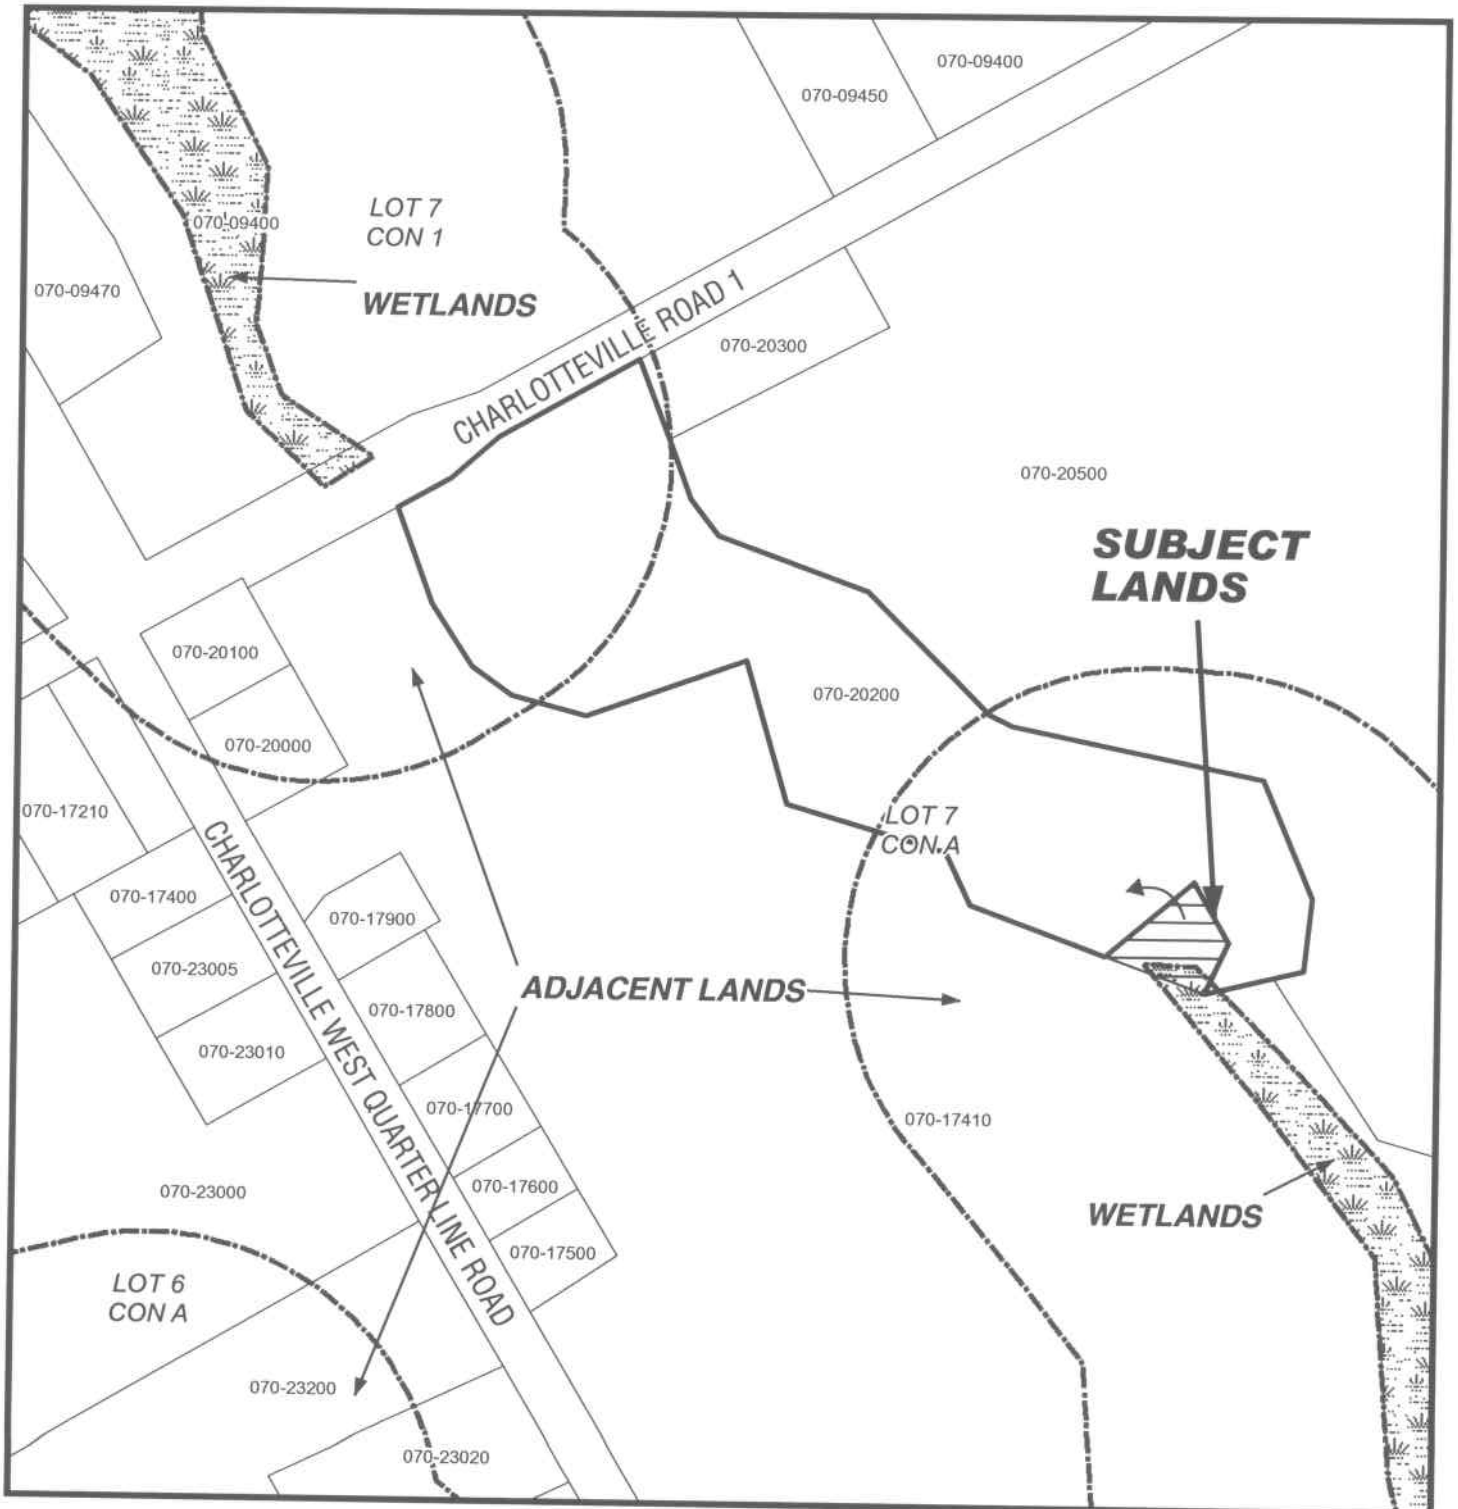 070-09400
070-09450
LOT 7
CON 1
070-09400
070-09470
WETLANDS
CHARLOTTEVILLE ROAD 1
070-20300
070-20500
SUBJECT
LANDS
070-20100
070-20200
070-20000
070-17210
LOT 7
CON A
070-17400
CHARLOTTEVILLE WEST QUARTER LINE ROAD
070-17900
070-23005
ADJACENT LANDS
070-17800
070-23010
070-17700
070-17410
070-23000
070-17600
WETLANDS
070-17500
LOT 6
CON A
070-23200
070-23020